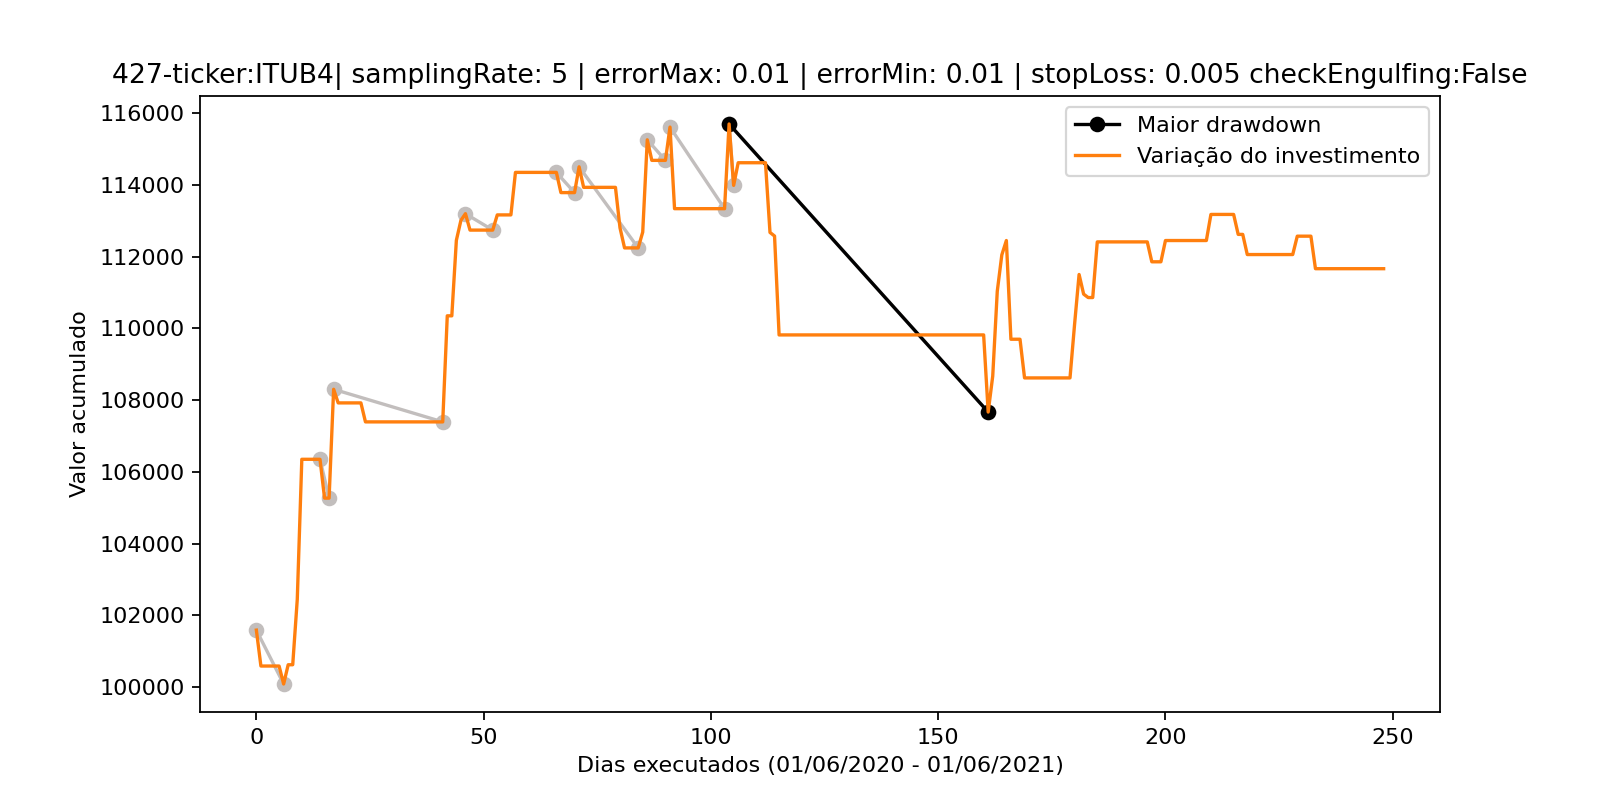 427-ticker:ITUB4| samplingRate: 5 | errorMax: 0.01 | errorMin: 0.01 | stopLoss: 0.005 checkEngulfing:False
Maior drawdown
Variação do investimento
Valor acumulado
116000
114000
112000
110000
108000
106000
104000
102000
100000
0 50 100 150 200 250
Dias executados (01/06/2020 - 01/06/2021)